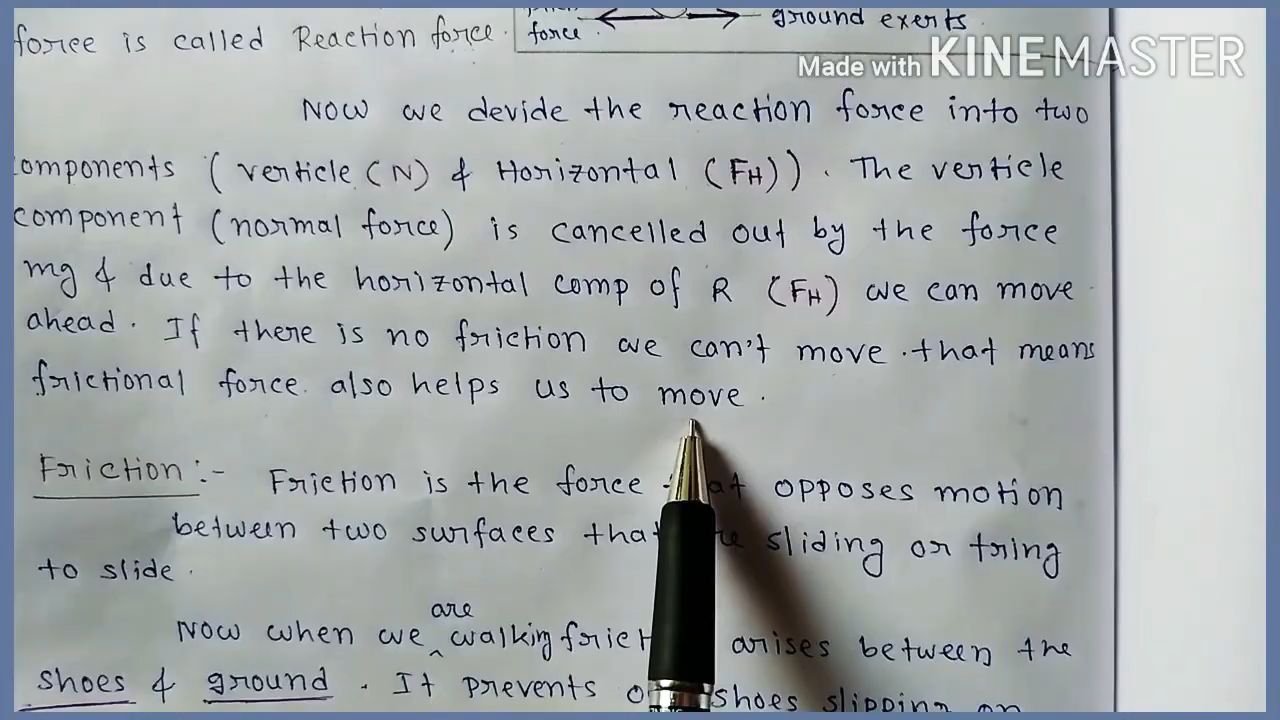 force is called Reaction force.
force.
ground exerts
Made with KINEMASTER
Now we devide the reaction force into two
omponents (verticle (N) & Horizontal (FH)). The verticle
component (normal force) is cancelled out by the force
mg & due to the horizontal comp of R (FH) we can move
ahead. If there is no friction we can't move. that means
frictional force. also helps us to move.
Friction:- Friction is the force at opposes motion
between two surfaces tha sliding or tring
to slide.
are
Now when we ^ walking frict arises between the
shoes & ground. It prevents o shoes slipping on